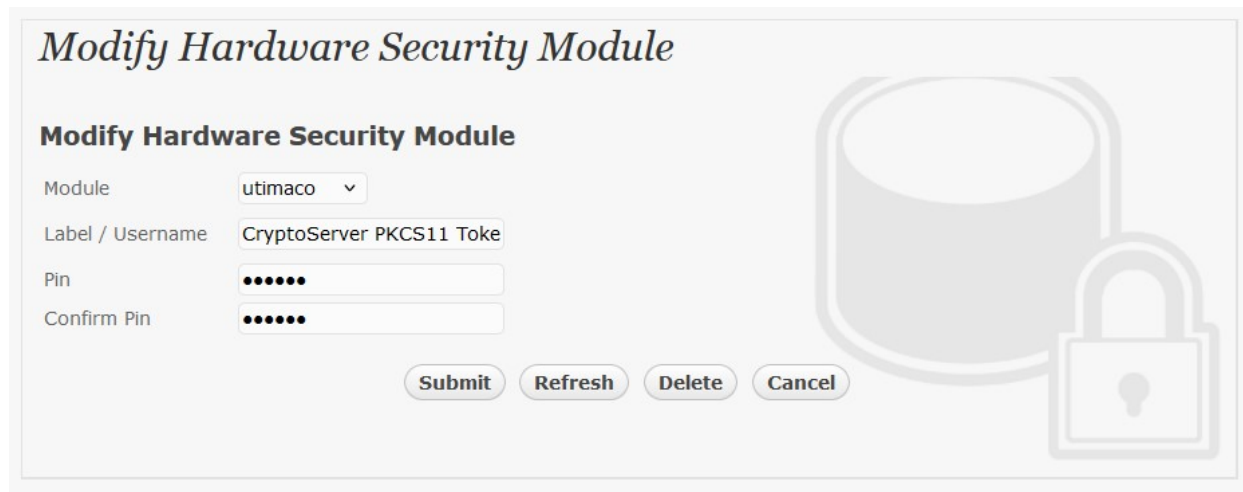 Modify Hardware Security Module
Modify Hardware Security Module
Module utimaco
Label / Username CryptoServer PKCS11 Toke
Pin ••••••
Confirm Pin ••••••
Submit Refresh Delete Cancel